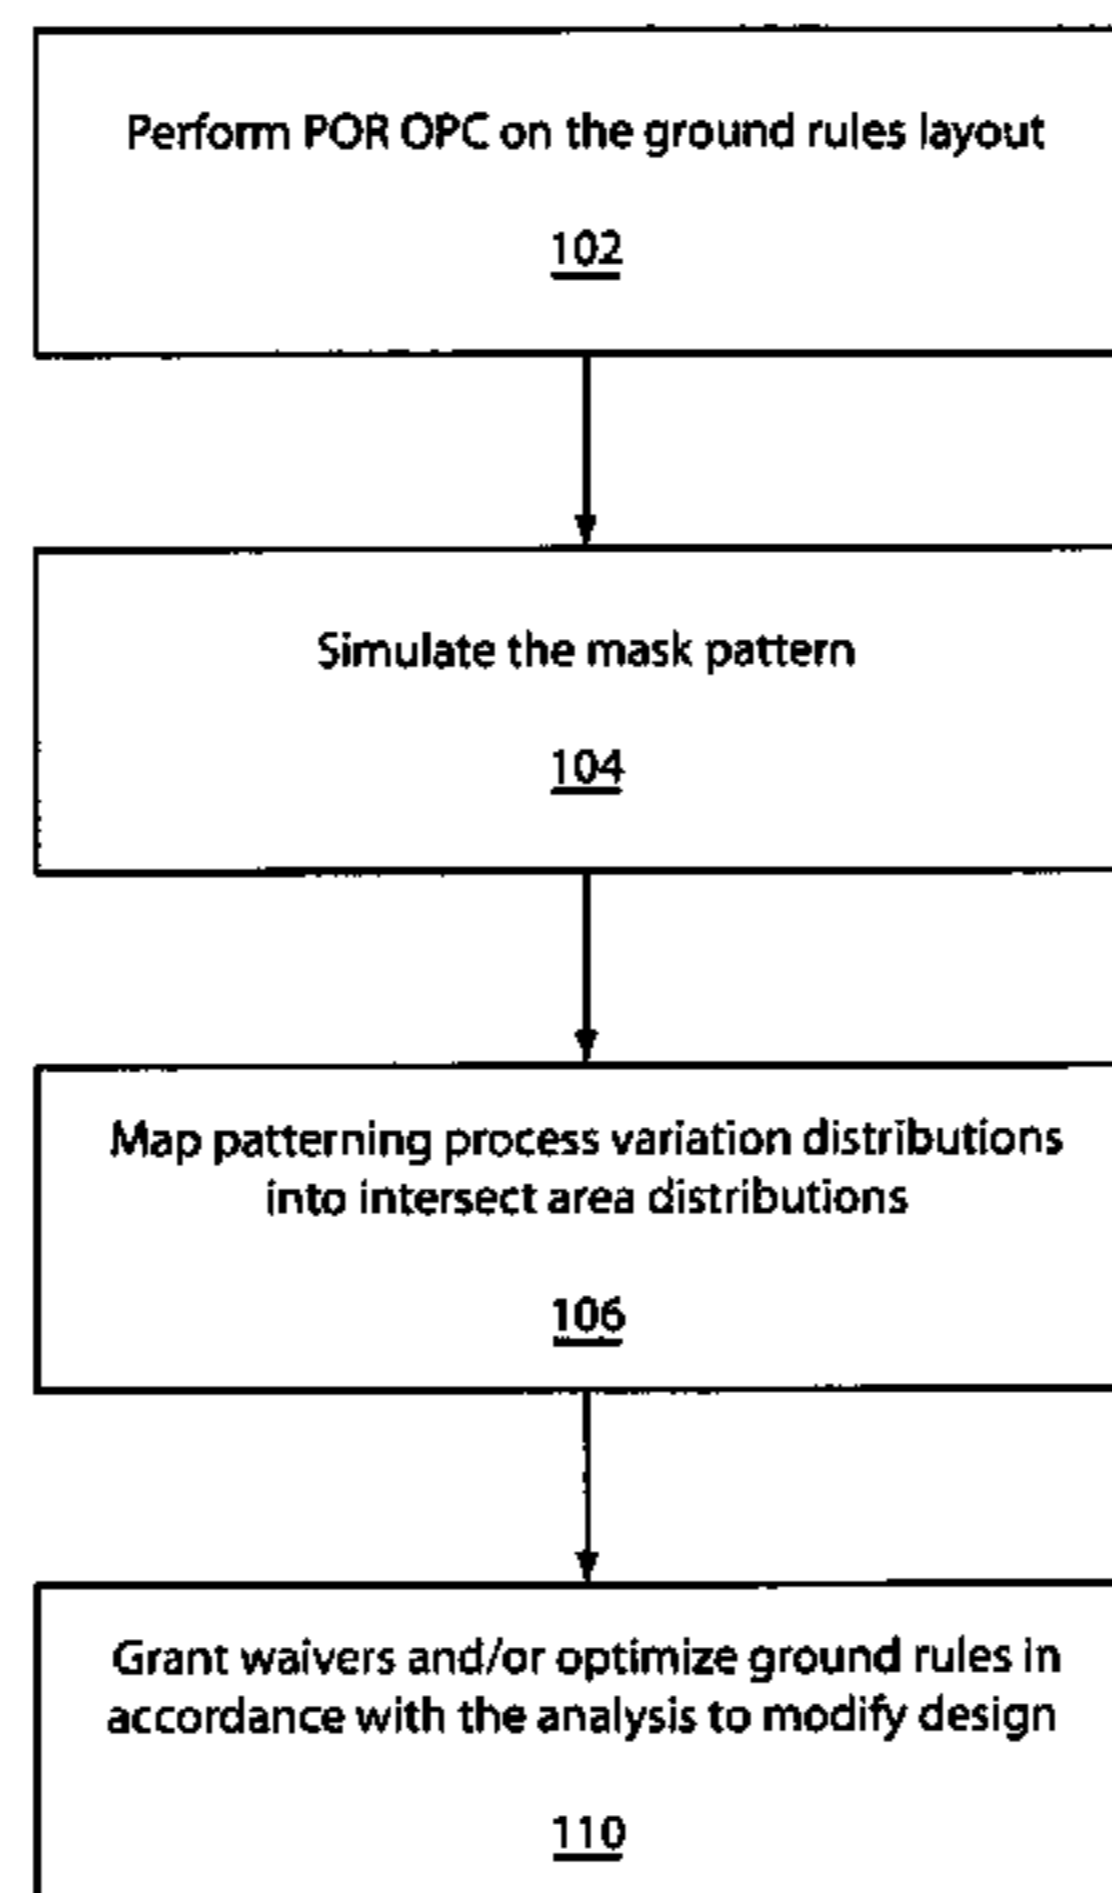 Perform POR OPC on the ground rules layout
102
Simulate the mask pattern
104
Map patterning process variation distributions
into intersect area distributions
106
Grant waivers and/or optimize ground rules in
accordance with the analysis to modify design
110